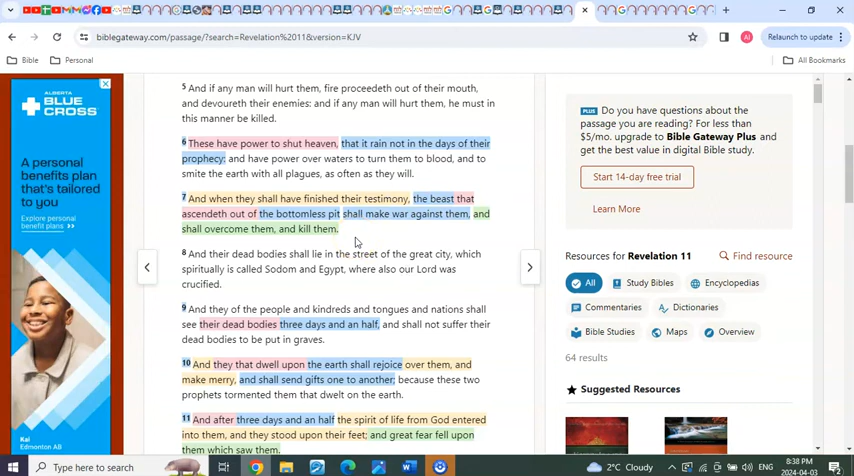 biblegateway.com/passage/?search=Revelation%2011&version=KJV
AI
Relaunch to update
Bible
Personal
All Bookmarks
ALBERTA
BLUE
CROSS
A personal
benefits plan
that's tailored
to you
Explore personal
benefit plans
Kai
Edmonton AB
5 And if any man will hurt them, fire proceedeth out of their mouth,
and devoureth their enemies: and if any man will hurt them, he must in
this manner be killed.
6 These have power to shut heaven, that it rain not in the days of their
prophecy: and have power over waters to turn them to blood, and to
smite the earth with all plagues, as often as they will.
7 And when they shall have finished their testimony, the beast that
ascendeth out of the bottomless pit shall make war against them, and
shall overcome them, and kill them.
8 And their dead bodies shall lie in the street of the great city, which
spiritually is called Sodom and Egypt, where also our Lord was
crucified.
9 And they of the people and kindreds and tongues and nations shall
see their dead bodies three days and an half, and shall not suffer their
dead bodies to be put in graves.
10 And they that dwell upon the earth shall rejoice over them, and
make merry, and shall send gifts one to another; because these two
prophets tormented them that dwelt on the earth.
11 And after three days and an half the spirit of life from God entered
into them, and they stood upon their feet; and great fear fell upon
them which saw them.
PLUS Do you have questions about the
passage you are reading? For less than
$5/mo. upgrade to Bible Gateway Plus and
get the best value in digital Bible study.
Start 14-day free trial
Learn More
Resources for Revelation 11
Find resource
All
Study Bibles
Encyclopedias
Commentaries
Dictionaries
Bible Studies
Maps
Overview
64 results
Suggested Resources
Type here to search
2°C Cloudy
ENG
8:38 PM
2024-04-03